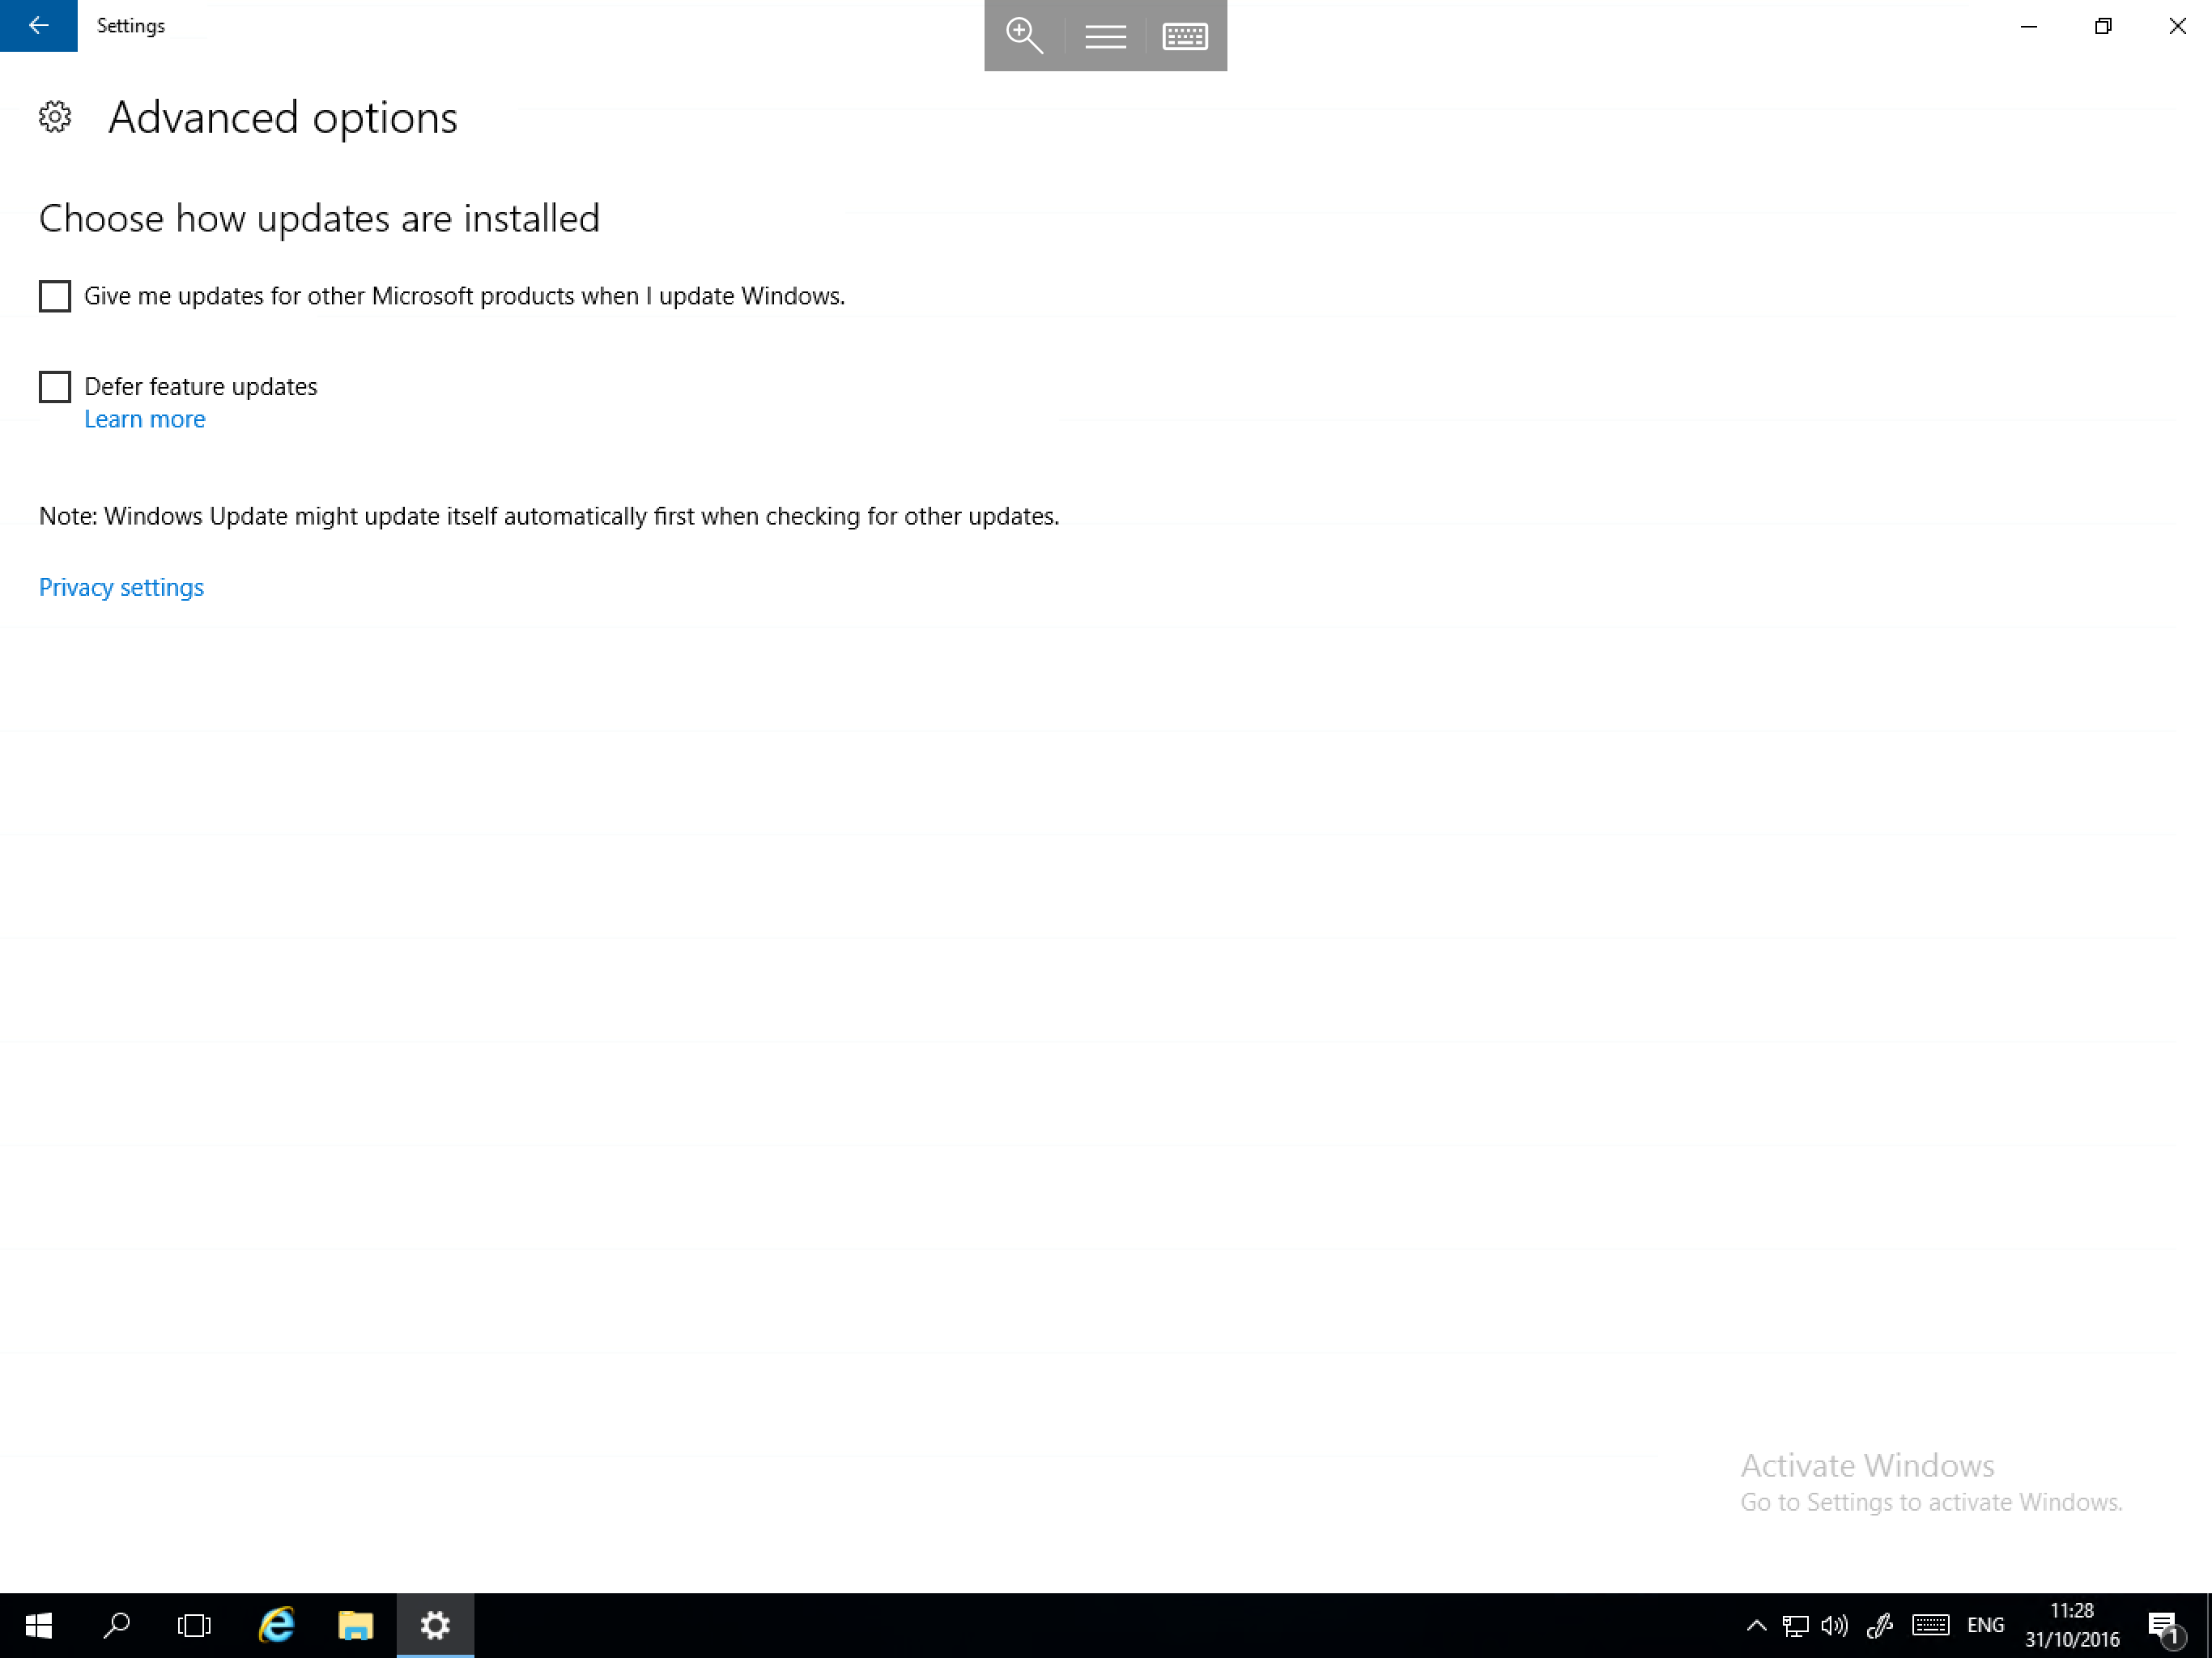 Settings
Advanced options
Choose how updates are installed
Give me updates for other Microsoft products when I update Windows.
Defer feature updates
Learn more
Note: Windows Update might update itself automatically first when checking for other updates.
Privacy settings
Activate Windows
Go to Settings to activate Windows.
ENG
11:28
31/10/2016
1